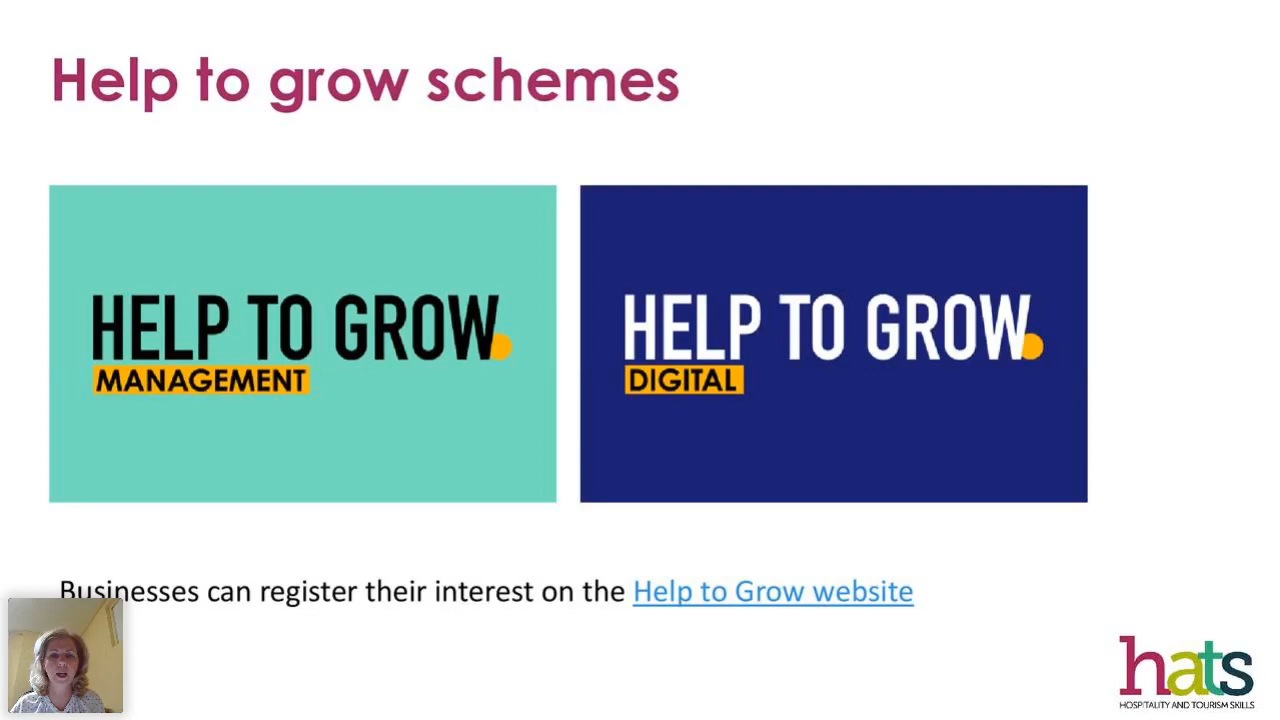 Help to grow schemes
HELP TO GROW.
MANAGEMENT
HELP TO GROW.
DIGITAL
Businesses can register their interest on the Help to Grow website
hats
HOSPITALITY AND TOURISM SKILLS